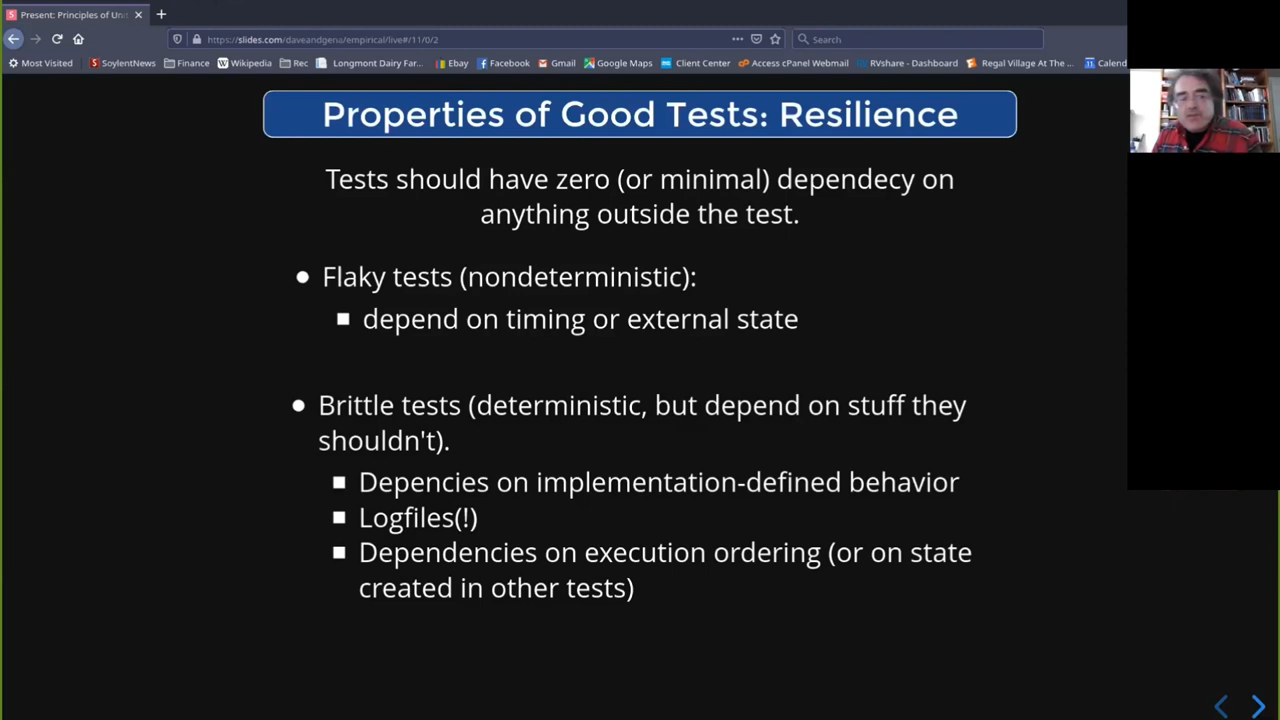 Present: Principles of Unit
https://slides.com/daveandgena/empirical/live#/11/0/2
Search
Most Visited SoylentNews Finance Wikipedia Rec Longmont Dairy Far... Ebay Facebook Gmail Google Maps Client Center Access cPanel Webmail RVshare - Dashboard Regal Village At The ... Calend
Properties of Good Tests: Resilience
Tests should have zero (or minimal) dependecy on
anything outside the test.
Flaky tests (nondeterministic):
depend on timing or external state
Brittle tests (deterministic, but depend on stuff they
shouldn't).
Depencies on implementation-defined behavior
Logfiles(!)
Dependencies on execution ordering (or on state
created in other tests)